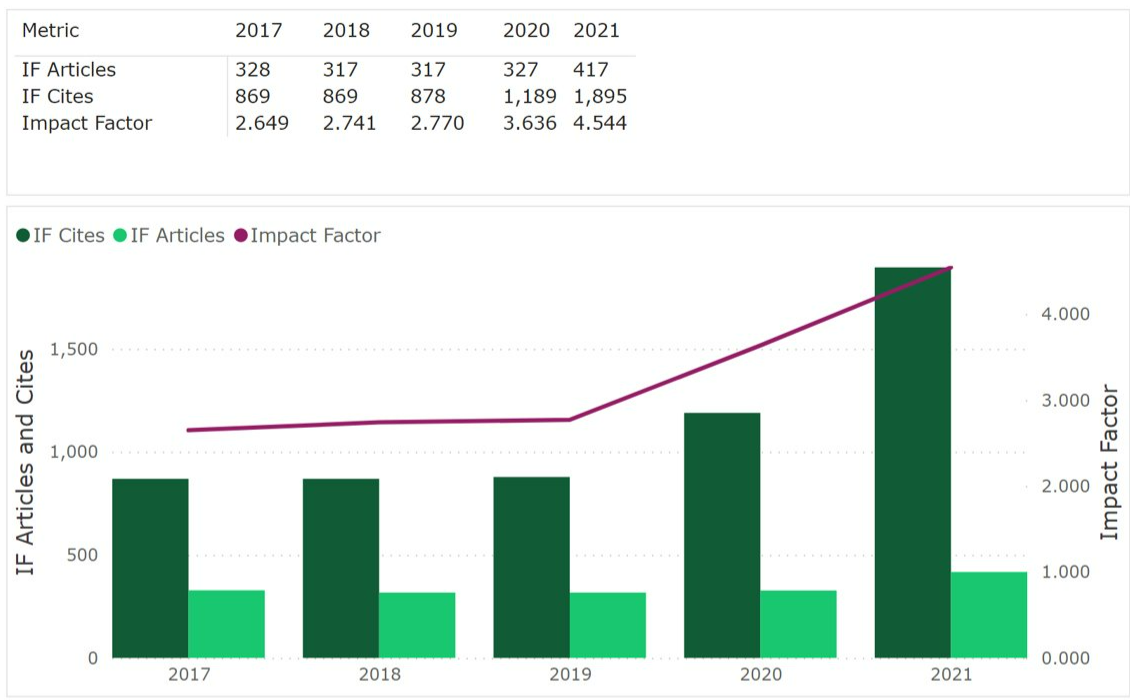 Metric 2017 2018 2019 2020 2021
IF Articles 328 317 317 327 417
IF Cites 869 869 878 1,189 1,895
Impact Factor 2.649 2.741 2.770 3.636 4.544
IF Cites IF Articles Impact Factor
IF Articles and Cites
1,500
1,000
500
0
4.000
3.000
2.000
1.000
0.000
Impact Factor
2017 2018 2019 2020 2021